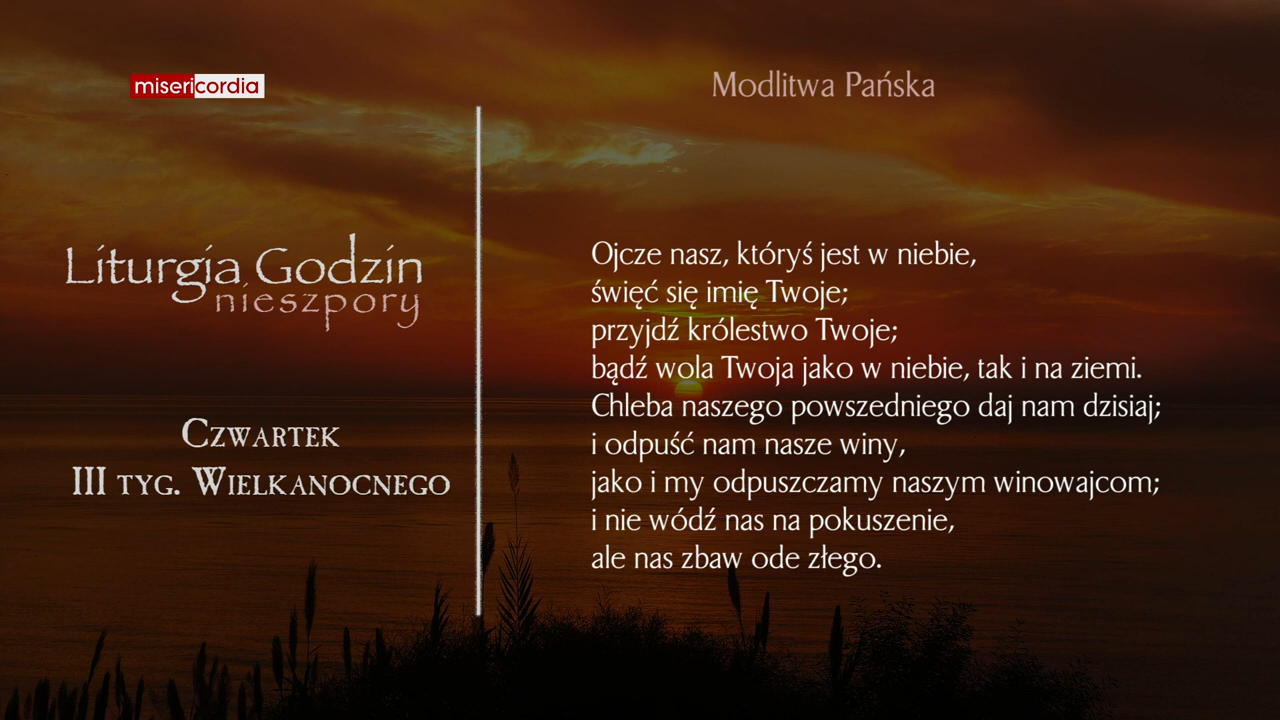 misericordia
Liturgia Godzin
nieszpory
Czwartek
III tyg. Wielkanocnego
Modlitwa Pańska
Ojcze nasz, któryś jest w niebie,
święć się imię Twoje;
przyjdź królestwo Twoje;
bądź wola Twoja jako w niebie, tak i na ziemi.
Chleba naszego powszedniego daj nam dzisiaj;
i odpuść nam nasze winy,
jako i my odpuszczamy naszym winowajcom;
i nie wódź nas na pokuszenie,
ale nas zbaw ode złego.